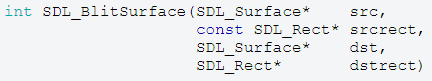 int SDL_BlitSurface(SDL_Surface*    src,
                    const SDL_Rect* srcrect,
                    SDL_Surface*    dst,
                    SDL_Rect*       dstrect)